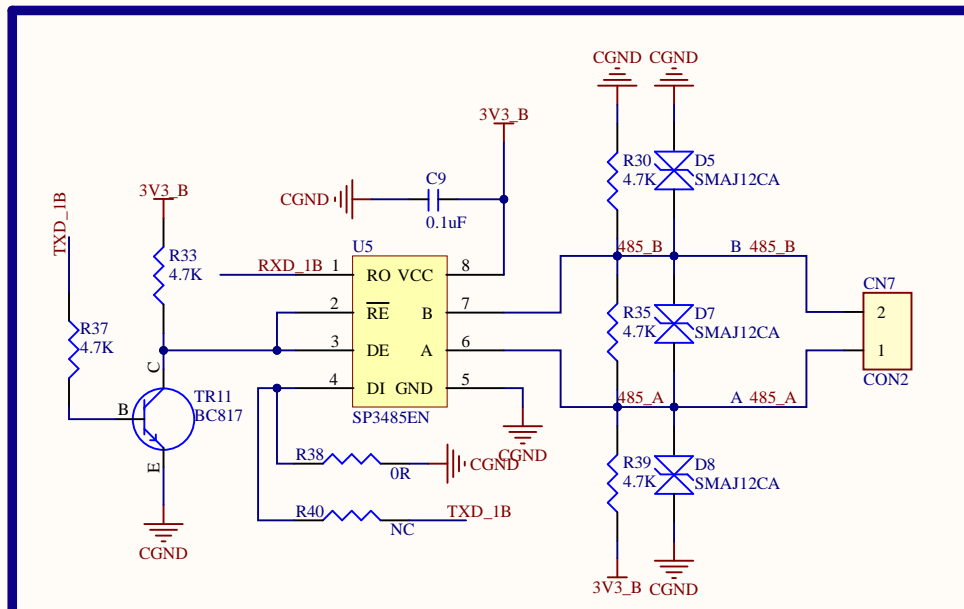 CGND CGND
3V3_B
R30
4.7K
D5
SMAJ12CA
C9
0.1uF
CGND
TXD_1B
3V3_B
R33
4.7K
U5
RXD_1B
1 RO VCC 8
2 RE B 7
3 DE A 6
4 DI GND 5
SP3485EN
485_B B 485_B
CN7
2
1
CON2
R35
4.7K
D7
SMAJ12CA
R37
4.7K
C
B
E
TR11
BC817
CGND
485_A A 485_A
CGND
R38
0R
CGND
R40
NC
TXD_1B
R39
4.7K
D8
SMAJ12CA
3V3_B
CGND